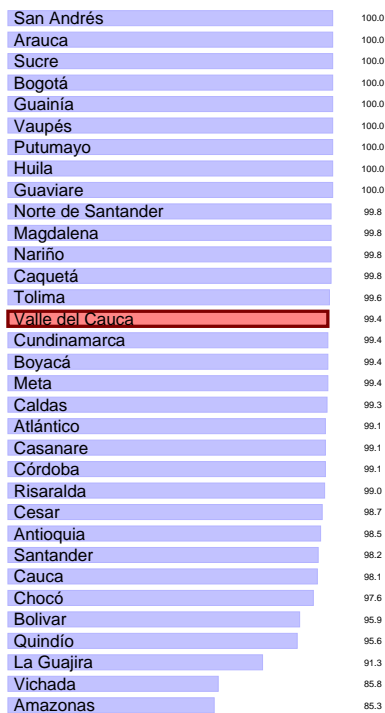 San Andrés 100.0
Arauca 100.0
Sucre 100.0
Bogotá 100.0
Guainía 100.0
Vaupés 100.0
Putumayo 100.0
Huila 100.0
Guaviare 100.0
Norte de Santander 99.8
Magdalena 99.8
Nariño 99.8
Caquetá 99.8
Tolima 99.6
Valle del Cauca 99.4
Cundinamarca 99.4
Boyacá 99.4
Meta 99.4
Caldas 99.3
Atlántico 99.1
Casanare 99.1
Córdoba 99.1
Risaralda 99.0
Cesar 98.7
Antioquia 98.5
Santander 98.2
Cauca 98.1
Chocó 97.6
Bolivar 95.9
Quindío 95.6
La Guajira 91.3
Vichada 85.8
Amazonas 85.3